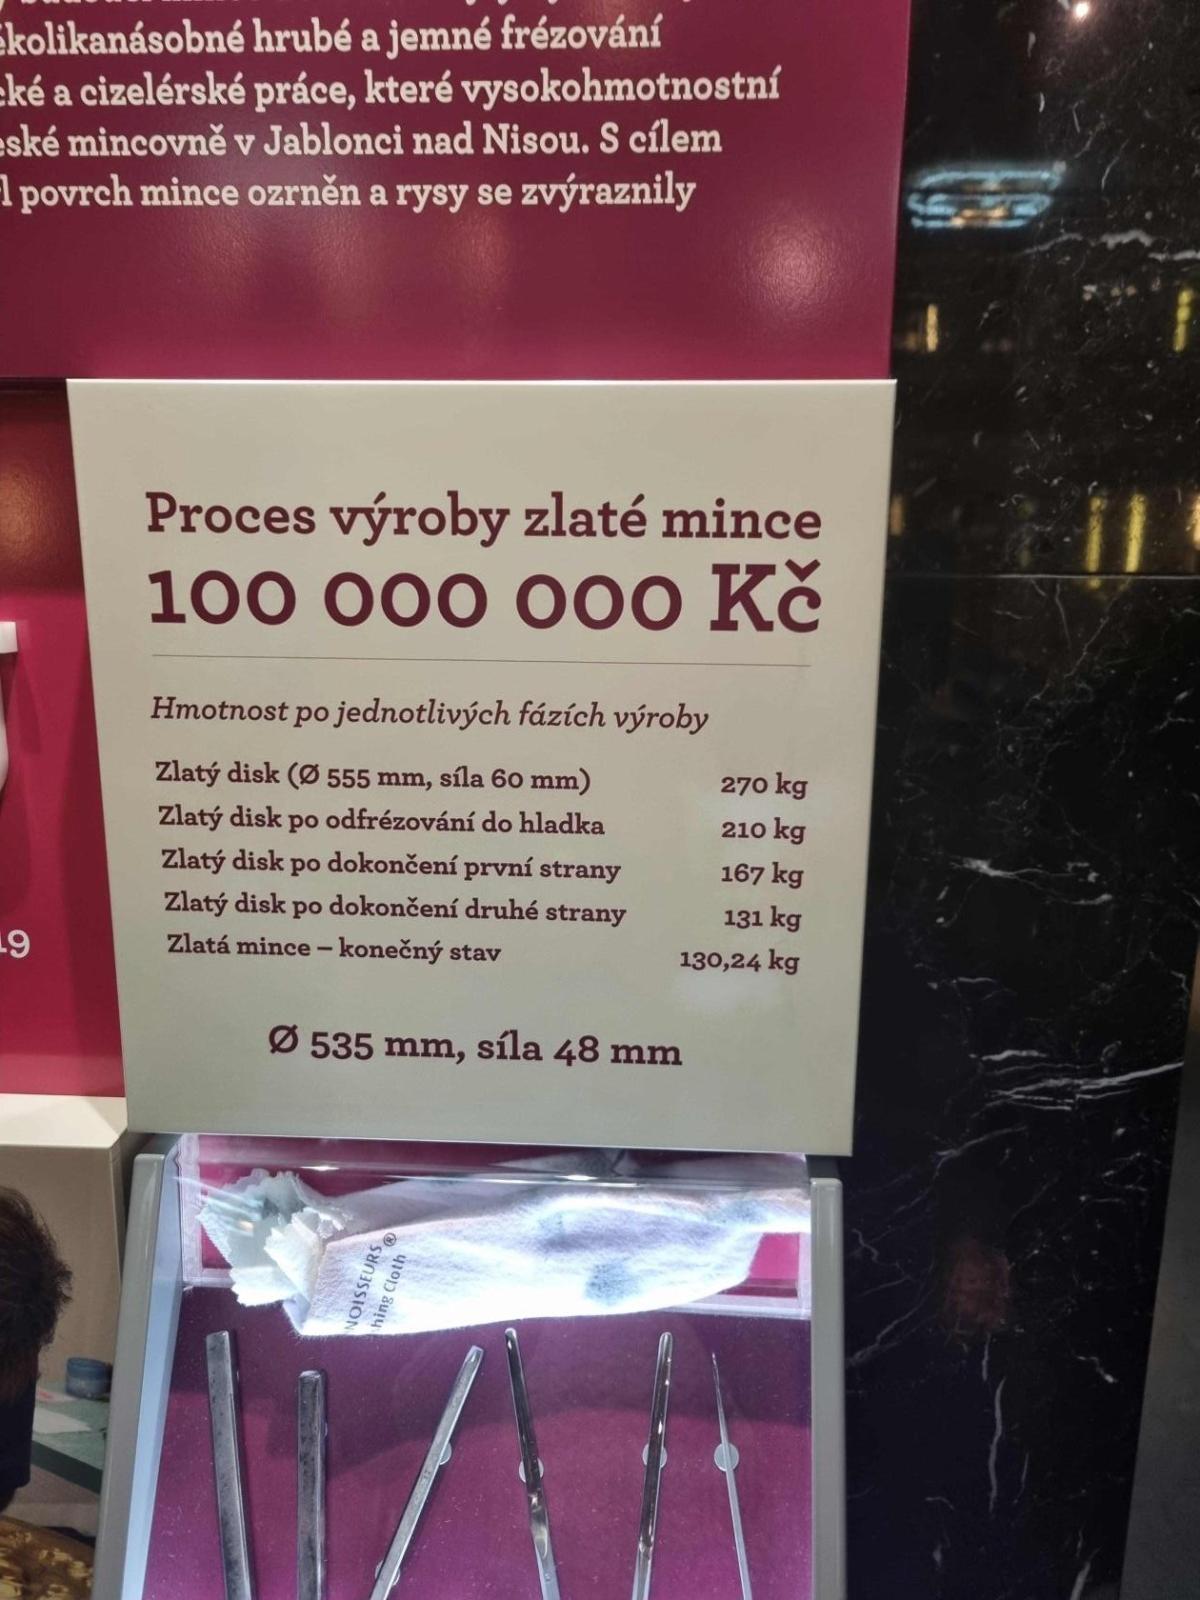 hrubé a jemné frézování
a cizelérské práce, které vysokohmotnostní
mincovně v Jablonci nad Nisou. S cílem
povrch mince ozrněn a rysy se zvýraznily
Proces výroby zlaté mince
100 000 000 Kč
Hmotnost po jednotlivých fázích výroby
Zlatý disk (Ø 555 mm, síla 60 mm) 270 kg
Zlatý disk po odfrézování do hladka 210 kg
Zlatý disk po dokončení první strany 167 kg
Zlatý disk po dokončení druhé strany 131 kg
Zlatá mince – konečný stav 130,24 kg
Ø 535 mm, síla 48 mm
Cloth